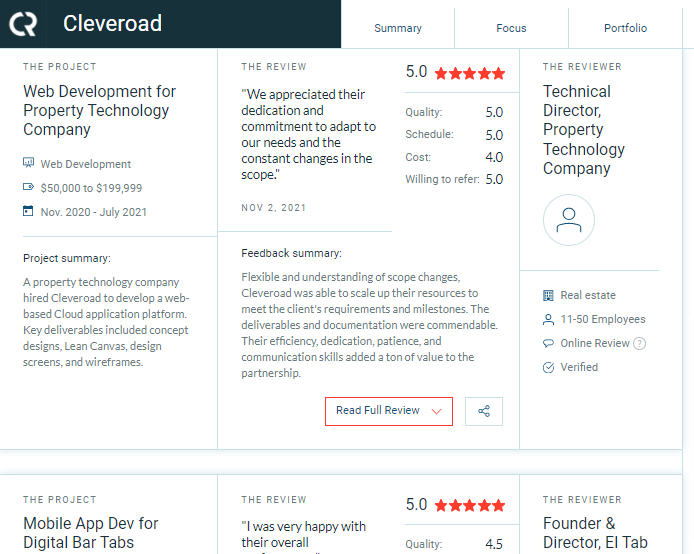 CR Cleveroad
Summary
Focus
Portfolio
THE PROJECT
Web Development for
Property Technology
Company
Web Development
$50,000 to $199,999
Nov. 2020 - July 2021
Project summary:
A property technology company
hired Cleveroad to develop a web-
based Cloud application platform.
Key deliverables included concept
designs, Lean Canvas, design
screens, and wireframes.
THE REVIEW
"We appreciated their
dedication and
commitment to adapt to
our needs and the
constant changes in the
scope."
NOV 2, 2021
5.0
Quality: 5.0
Schedule: 5.0
Cost: 4.0
Willing to refer: 5.0
Feedback summary:
Flexible and understanding of scope changes,
Cleveroad was able to scale up their resources to
meet the client's requirements and milestones. The
deliverables and documentation were commendable.
Their efficiency, dedication, patience, and
communication skills added a ton of value to the
partnership.
Read Full Review
THE REVIEWER
Technical
Director,
Property
Technology
Company
Real estate
11-50 Employees
Online Review ?
Verified
THE PROJECT
Mobile App Dev for
Digital Bar Tabs
THE REVIEW
"I was very happy with
their overall
5.0
Quality: 4.5
THE REVIEWER
Founder &
Director, El Tab